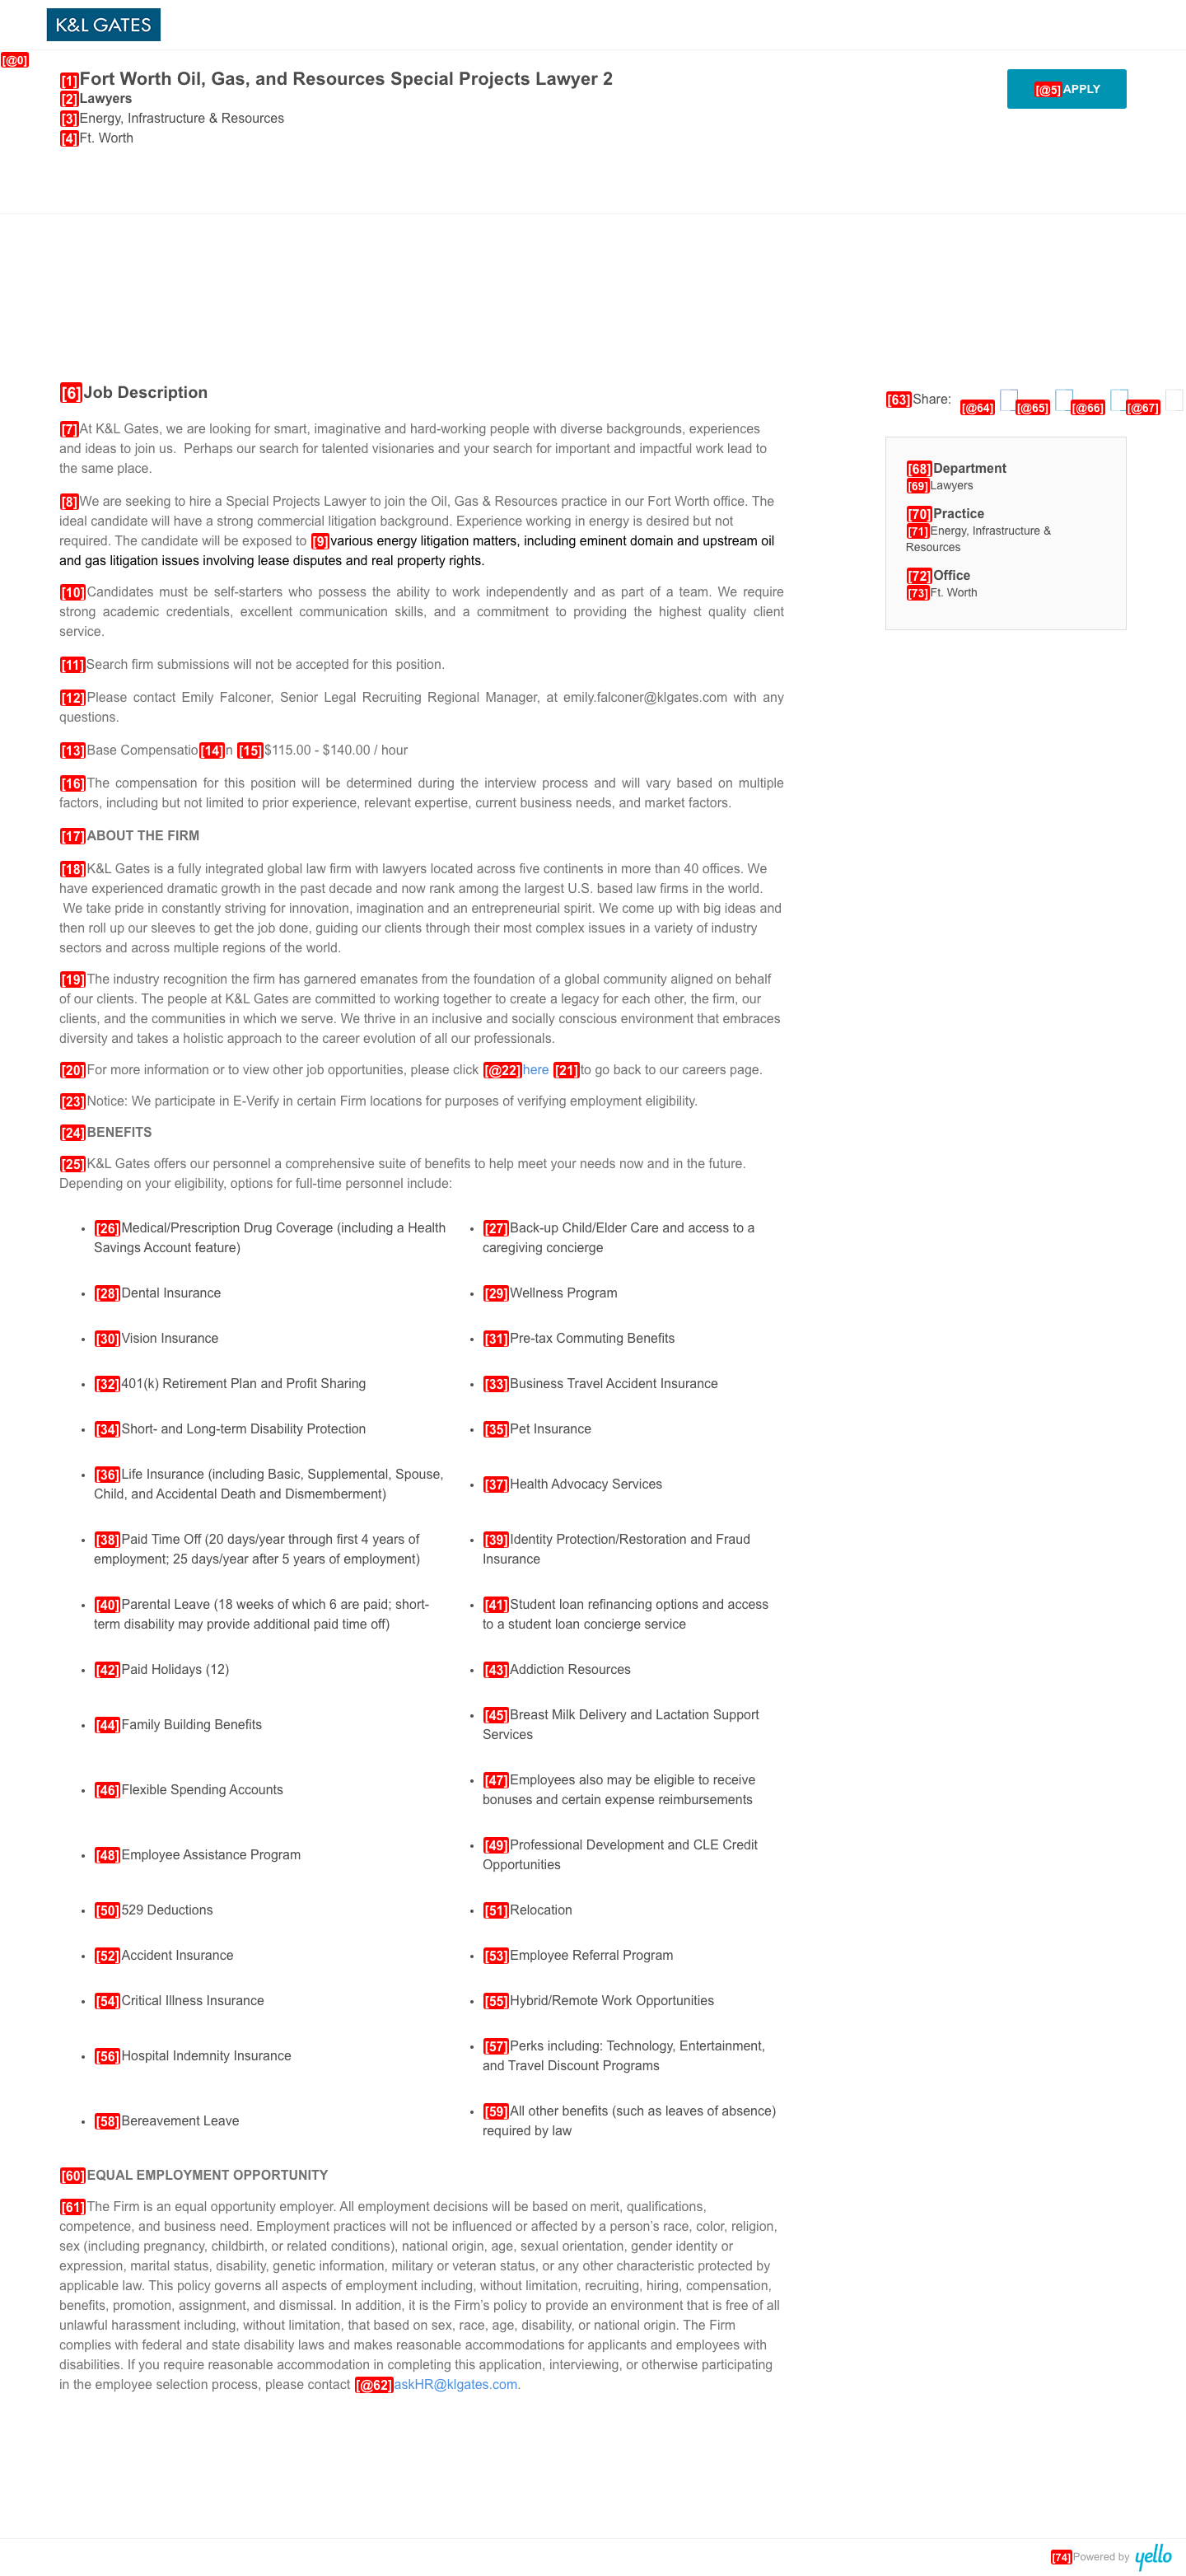 K&L GATES
[@0]
[1]Fort Worth Oil, Gas, and Resources Special Projects Lawyer 2
[2]Lawyers
[3]Energy, Infrastructure & Resources
[4]Ft. Worth
[@5]APPLY
[6]Job Description
[7]At K&L Gates, we are looking for smart, imaginative and hard-working people with diverse backgrounds, experiences
and ideas to join us.  Perhaps our search for talented visionaries and your search for important and impactful work lead to
the same place.
[8]We are seeking to hire a Special Projects Lawyer to join the Oil, Gas & Resources practice in our Fort Worth office. The
ideal candidate will have a strong commercial litigation background. Experience working in energy is desired but not
required. The candidate will be exposed to [9]various energy litigation matters, including eminent domain and upstream oil
and gas litigation issues involving lease disputes and real property rights.
[10]Candidates must be self-starters who possess the ability to work independently and as part of a team. We require
strong academic credentials, excellent communication skills, and a commitment to providing the highest quality client
service.
[11]Search firm submissions will not be accepted for this position.
[12]Please contact Emily Falconer, Senior Legal Recruiting Regional Manager, at emily.falconer@klgates.com with any
questions.
[13]Base Compensatio[14]n [15]$115.00 - $140.00 / hour
[16]The compensation for this position will be determined during the interview process and will vary based on multiple
factors, including but not limited to prior experience, relevant expertise, current business needs, and market factors.
[17]ABOUT THE FIRM
[18]K&L Gates is a fully integrated global law firm with lawyers located across five continents in more than 40 offices. We
have experienced dramatic growth in the past decade and now rank among the largest U.S. based law firms in the world.
We take pride in constantly striving for innovation, imagination and an entrepreneurial spirit. We come up with big ideas and
then roll up our sleeves to get the job done, guiding our clients through their most complex issues in a variety of industry
sectors and across multiple regions of the world.
[19]The industry recognition the firm has garnered emanates from the foundation of a global community aligned on behalf
of our clients. The people at K&L Gates are committed to working together to create a legacy for each other, the firm, our
clients, and the communities in which we serve. We thrive in an inclusive and socially conscious environment that embraces
diversity and takes a holistic approach to the career evolution of all our professionals.
[20]For more information or to view other job opportunities, please click [@22]here [21]to go back to our careers page.
[23]Notice: We participate in E-Verify in certain Firm locations for purposes of verifying employment eligibility.
[24]BENEFITS
[25]K&L Gates offers our personnel a comprehensive suite of benefits to help meet your needs now and in the future.
Depending on your eligibility, options for full-time personnel include:
• [26]Medical/Prescription Drug Coverage (including a Health
Savings Account feature)
• [27]Back-up Child/Elder Care and access to a
caregiving concierge
• [28]Dental Insurance
• [29]Wellness Program
• [30]Vision Insurance
• [31]Pre-tax Commuting Benefits
• [32]401(k) Retirement Plan and Profit Sharing
• [33]Business Travel Accident Insurance
• [34]Short- and Long-term Disability Protection
• [35]Pet Insurance
• [36]Life Insurance (including Basic, Supplemental, Spouse,
Child, and Accidental Death and Dismemberment)
• [37]Health Advocacy Services
• [38]Paid Time Off (20 days/year through first 4 years of
employment; 25 days/year after 5 years of employment)
• [39]Identity Protection/Restoration and Fraud
Insurance
• [40]Parental Leave (18 weeks of which 6 are paid; short-
term disability may provide additional paid time off)
• [41]Student loan refinancing options and access
to a student loan concierge service
• [42]Paid Holidays (12)
• [43]Addiction Resources
• [44]Family Building Benefits
• [45]Breast Milk Delivery and Lactation Support
Services
• [46]Flexible Spending Accounts
• [47]Employees also may be eligible to receive
bonuses and certain expense reimbursements
• [48]Employee Assistance Program
• [49]Professional Development and CLE Credit
Opportunities
• [50]529 Deductions
• [51]Relocation
• [52]Accident Insurance
• [53]Employee Referral Program
• [54]Critical Illness Insurance
• [55]Hybrid/Remote Work Opportunities
• [56]Hospital Indemnity Insurance
• [57]Perks including: Technology, Entertainment,
and Travel Discount Programs
• [58]Bereavement Leave
• [59]All other benefits (such as leaves of absence)
required by law
[60]EQUAL EMPLOYMENT OPPORTUNITY
[61]The Firm is an equal opportunity employer. All employment decisions will be based on merit, qualifications,
competence, and business need. Employment practices will not be influenced or affected by a person’s race, color, religion,
sex (including pregnancy, childbirth, or related conditions), national origin, age, sexual orientation, gender identity or
expression, marital status, disability, genetic information, military or veteran status, or any other characteristic protected by
applicable law. This policy governs all aspects of employment including, without limitation, recruiting, hiring, compensation,
benefits, promotion, assignment, and dismissal. In addition, it is the Firm’s policy to provide an environment that is free of all
unlawful harassment including, without limitation, that based on sex, race, age, disability, or national origin. The Firm
complies with federal and state disability laws and makes reasonable accommodations for applicants and employees with
disabilities. If you require reasonable accommodation in completing this application, interviewing, or otherwise participating
in the employee selection process, please contact [@62]askHR@klgates.com.
[63]Share: [@64] [@65] [@66] [@67]
[68]Department
[69]Lawyers
[70]Practice
[71]Energy, Infrastructure &
Resources
[72]Office
[73]Ft. Worth
[74]Powered by yello